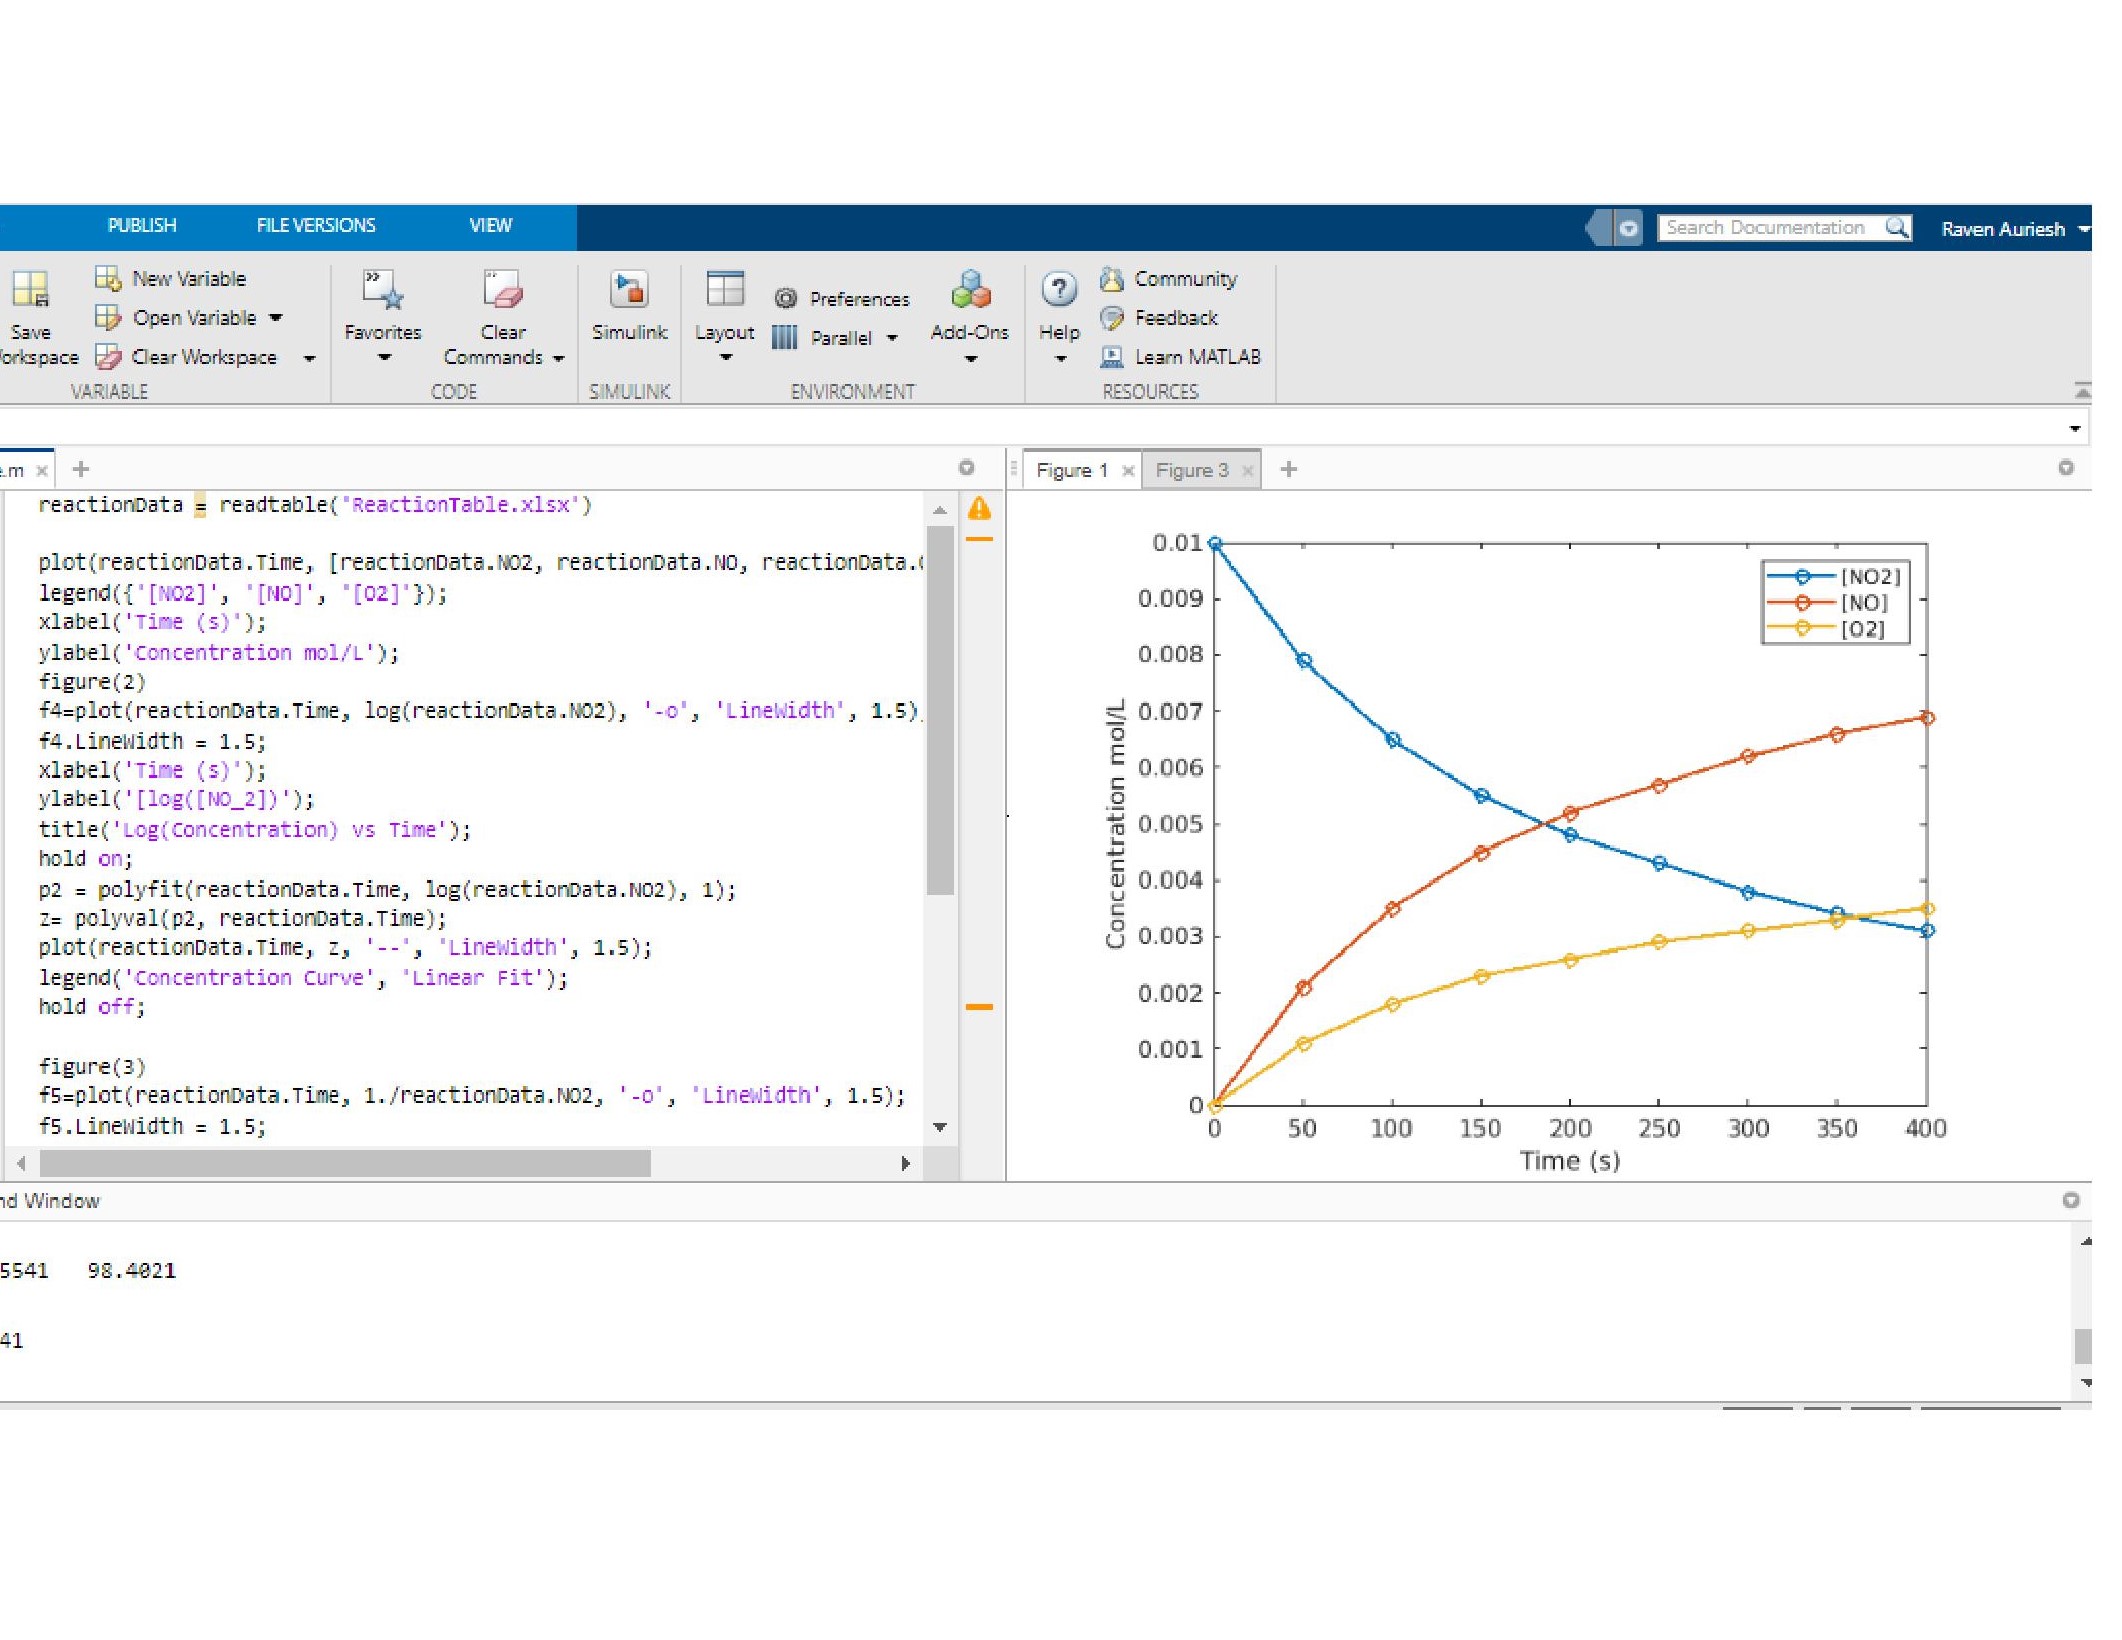 PUBLISH FILE VERSIONS VIEW
Search Documentation
Raven Auriesh
Save
orkspace
New Variable
Open Variable
Clear Workspace
VARIABLE
Favorites
Clear
Commands
CODE
Simulink
SIMULINK
Layout
Preferences
Parallel
Add-Ons
ENVIRONMENT
Help
Community
Feedback
Learn MATLAB
RESOURCES
e.m
reactionData = readtable('ReactionTable.xlsx')
plot(reactionData.Time, [reactionData.NO2, reactionData.NO, reactionData.
legend({'[NO2]', '[NO]', '[O2]'});
xlabel('Time (s)');
ylabel('Concentration mol/L');
figure(2)
f4=plot(reactionData.Time, log(reactionData.NO2), '-o', 'LineWidth', 1.5)
f4.LineWidth = 1.5;
xlabel('Time (s)');
ylabel('[log([NO_2])');
title('Log(Concentration) vs Time');
hold on;
p2 = polyfit(reactionData.Time, log(reactionData.NO2), 1);
z= polyval(p2, reactionData.Time);
plot(reactionData.Time, z, '--', 'LineWidth', 1.5);
legend('Concentration Curve', 'Linear Fit');
hold off;
figure(3)
f5=plot(reactionData.Time, 1./reactionData.NO2, '-o', 'LineWidth', 1.5);
f5.LineWidth = 1.5;
Figure 1 Figure 3
0.01
0.009
0.008
0.007
0.006
0.005
0.004
0.003
0.002
0.001
0
Concentration mol/L
[NO2]
[NO]
[O2]
0 50 100 150 200 250 300 350 400
Time (s)
nd Window
5541 98.4021
41